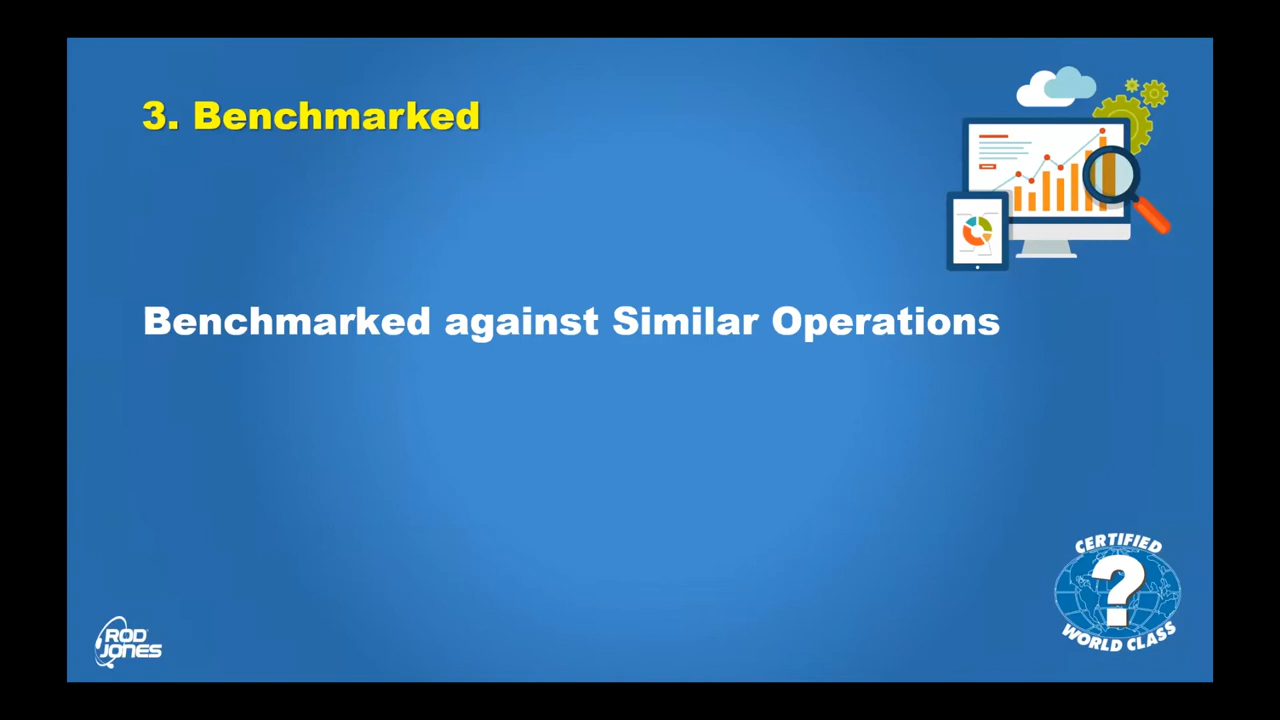 3. Benchmarked
Benchmarked against Similar Operations
CERTIFIED
?
WORLD CLASS
ROD
JONES